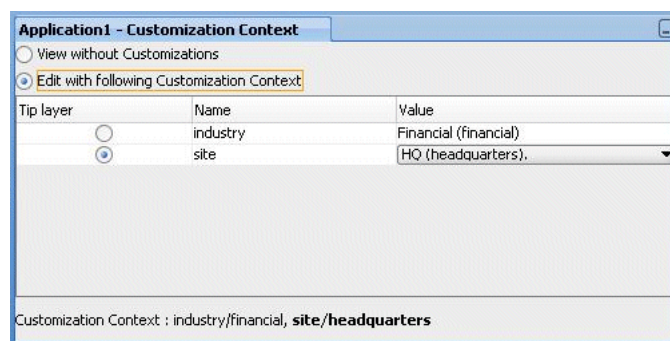 Application1 - Customization Context
View without Customizations
Edit with following Customization Context
Tip layer Name Value
industry Financial (financial)
site HQ (headquarters).
Customization Context : industry/financial, site/headquarters